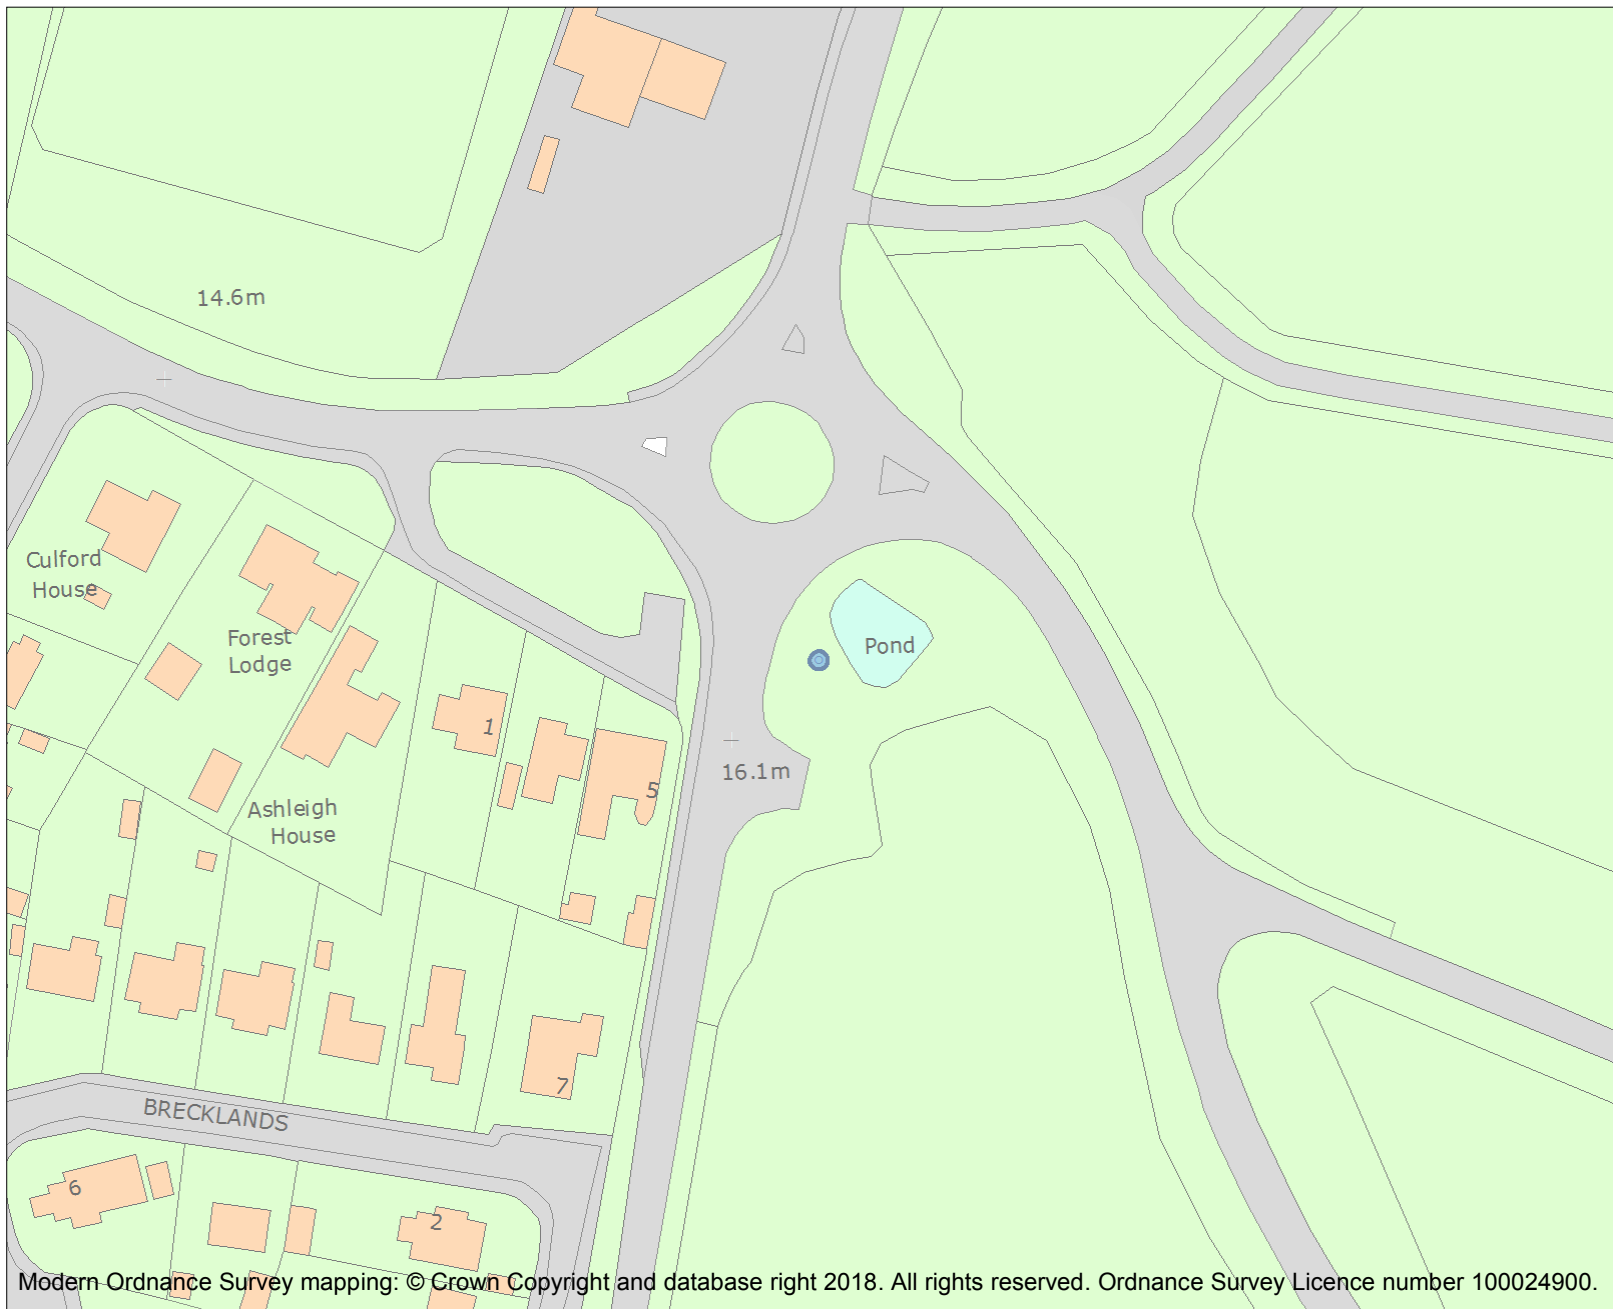 14.6m
Culford
House
Forest
Lodge
Pond
1
16.1m
5
Ashleigh
House
7
BRECKLANDS
6
2
Modern Ordnance Survey mapping: © Crown Copyright and database right 2018. All rights reserved. Ordnance Survey Licence number 100024900.